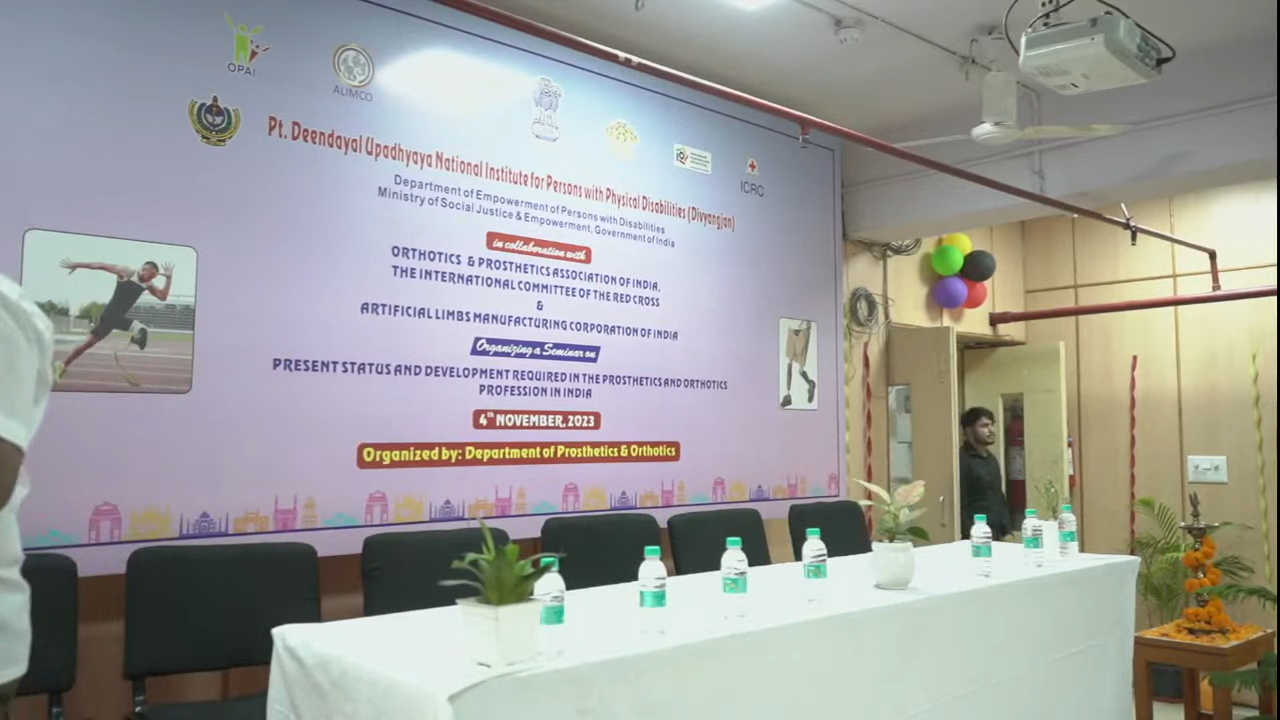 OPAI
ALIMCO
ICRC
Pt. Deendayal Upadhyaya National Institute for Persons with Physical Disabilities (Divyangjan)
Department of Empowerment of Persons with Disabilities
Ministry of Social Justice & Empowerment, Government of India
in collaboration with
ORTHOTICS & PROSTHETICS ASSOCIATION OF INDIA,
THE INTERNATIONAL COMMITTEE OF THE RED CROSS
&
ARTIFICIAL LIMBS MANUFACTURING CORPORATION OF INDIA
Organizing a Seminar on
PRESENT STATUS AND DEVELOPMENT REQUIRED IN THE PROSTHETICS AND ORTHOTICS
PROFESSION IN INDIA
4th NOVEMBER, 2023
Organized by: Department of Prosthetics & Orthotics